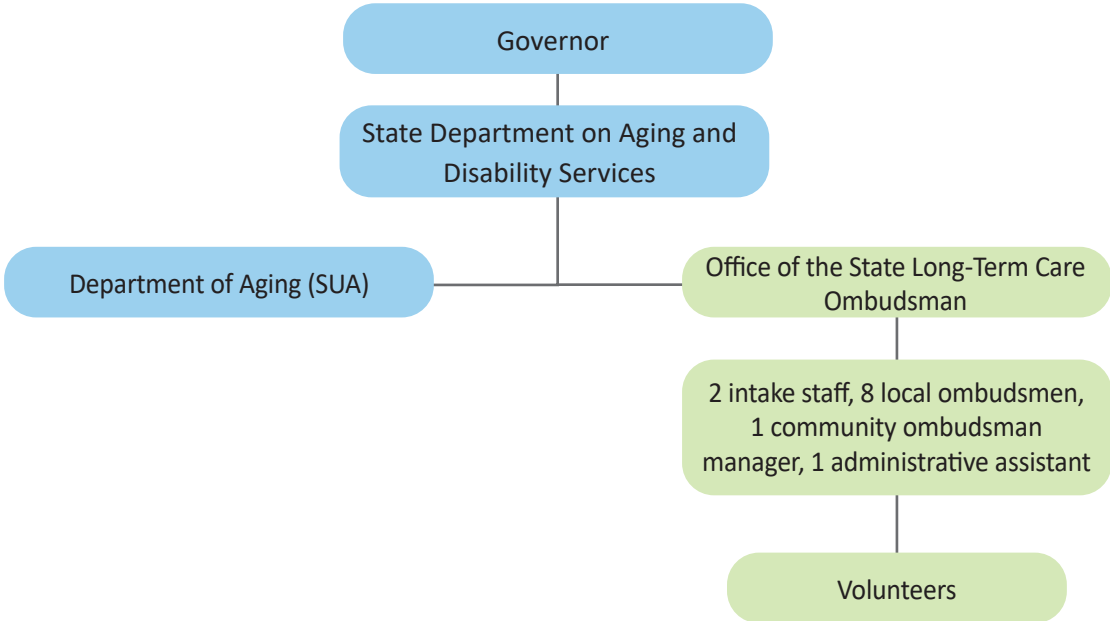 Governor
State Department on Aging and
Disability Services
Department of Aging (SUA)
Office of the State Long-Term Care
Ombudsman
2 intake staff, 8 local ombudsmen,
1 community ombudsman
manager, 1 administrative assistant
Volunteers